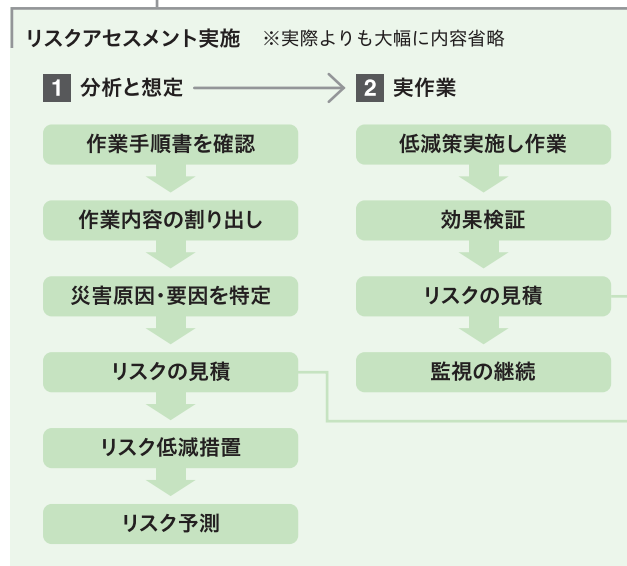 リスクアセスメント実施 ※実際よりも大幅に内容省略
1 分析と想定
作業手順書を確認
作業内容の割り出し
災害原因・要因を特定
リスクの見積
リスク低減措置
リスク予測
2 実作業
低減策実施し作業
効果検証
リスクの見積
監視の継続